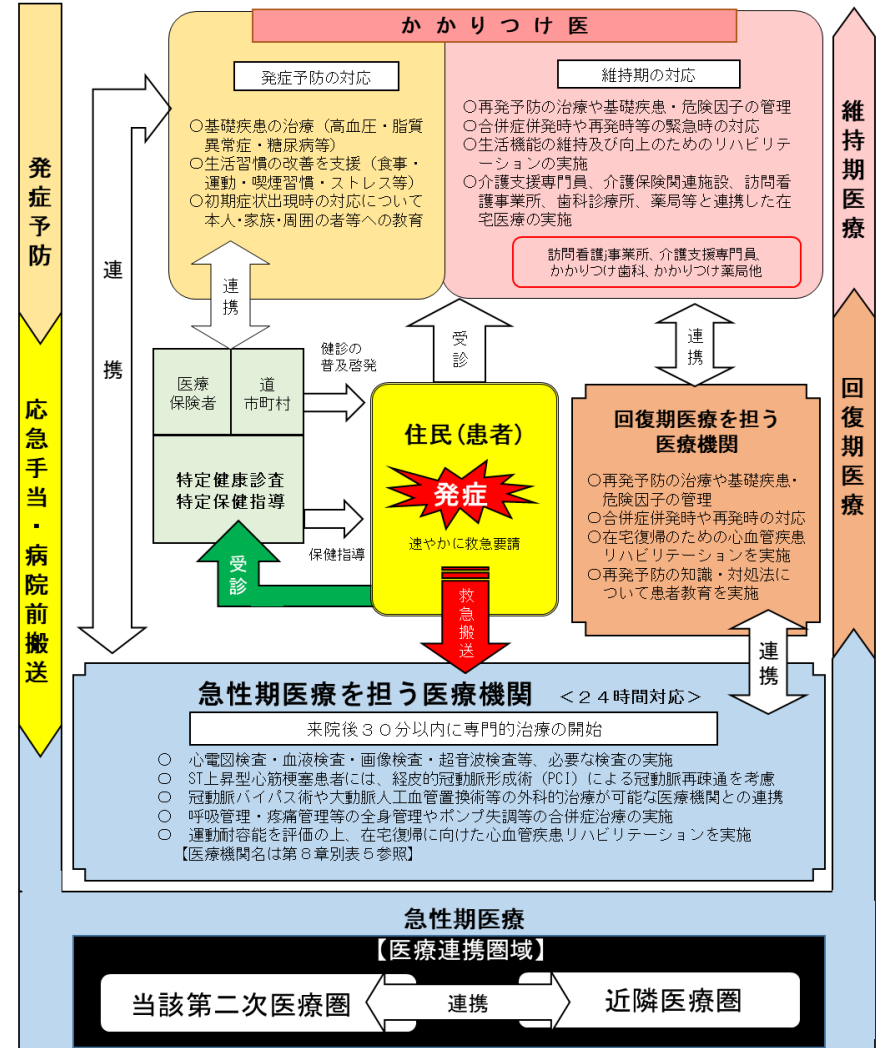 かかりつけ医
発症予防の対応
○基礎疾患の治療（高血圧・脂質
異常症・糖尿病等）
○生活習慣の改善を支援（食事・
運動・喫煙習慣・ストレス等）
○初期症状出現時の対応について
本人・家族・周囲の者等への教育
維持期の対応
○再発予防の治療や基礎疾患・危険因子の管理
○合併症併発時や再発時等の緊急時の対応
○生活機能の維持及び向上のためのリハビリテ
ーションの実施
○介護支援専門員、介護保険関連施設、訪問看
護事業所、歯科診療所、薬局等と連携した在
宅医療の実施
訪問看護事業所、介護支援専門員、
かかりつけ歯科、かかりつけ薬局他
発症予防
応急手当・病院前搬送
維持期医療
回復期医療
連携
連携
受診
連携
医療
保険者
道
市町村
健診の
普及啓発
特定健康診査
特定保健指導
保健指導
受診
住民(患者)
発症
速やかに救急要請
救急搬送
回復期医療を担う
医療機関
○再発予防の治療や基礎疾患・
危険因子の管理
○合併症併発時や再発時の対応
○在宅復帰のための心血管疾患
リハビリテーションを実施
○再発予防の知識・対処法に
ついて患者教育を実施
連携
急性期医療を担う医療機関 ＜２４時間対応＞
来院後３０分以内に専門的治療の開始
○ 心電図検査・血液検査・画像検査・超音波検査等、必要な検査の実施
○ ST上昇型心筋梗塞患者には、経皮的冠動脈形成術（PCI）による冠動脈再疎通を考慮
○ 冠動脈バイパス術や大動脈人工血管置換術等の外科的治療が可能な医療機関との連携
○ 呼吸管理・疼痛管理等の全身管理やポンプ失調等の合併症治療の実施
○ 運動耐容能を評価の上、在宅復帰に向けた心血管疾患リハビリテーションを実施
【医療機関名は第８章別表５参照】
急性期医療
【医療連携圏域】
当該第二次医療圏
連携
近隣医療圏